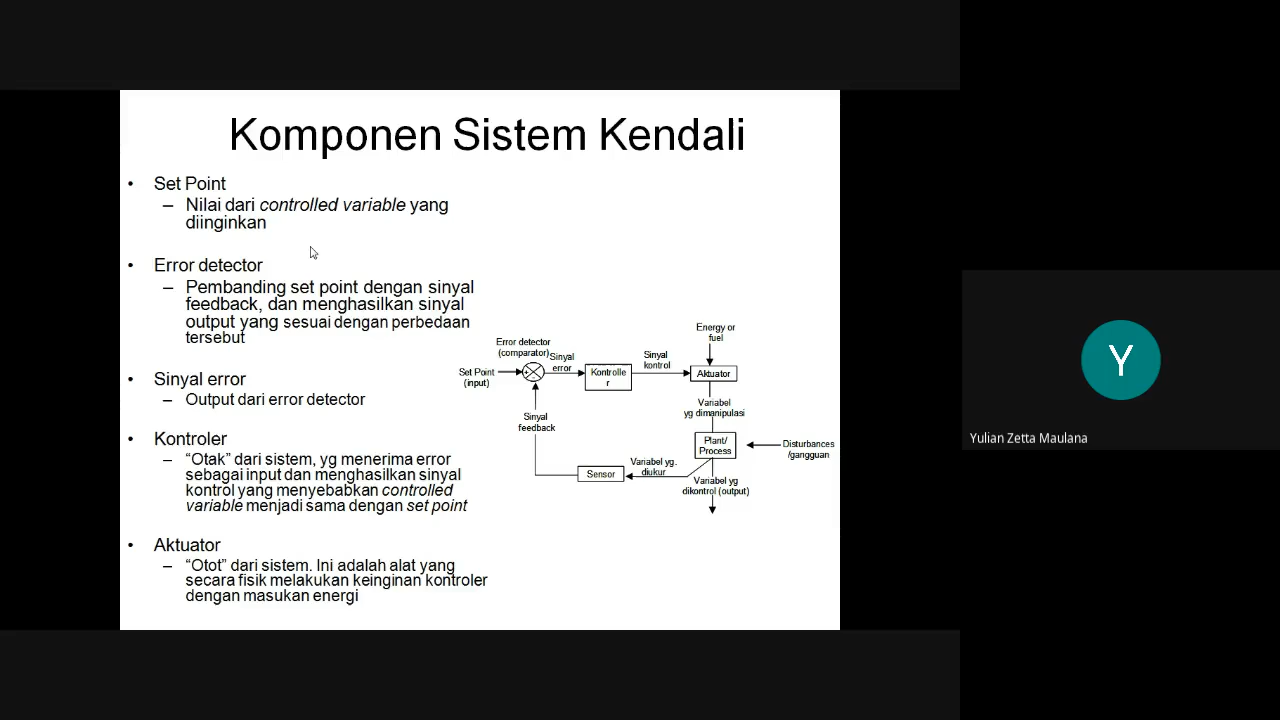 Komponen Sistem Kendali
• Set Point
– Nilai dari controlled variable yang
diinginkan
• Error detector
– Pembanding set point dengan sinyal
feedback, dan menghasilkan sinyal
output yang sesuai dengan perbedaan
tersebut
• Sinyal error
– Output dari error detector
• Kontroler
– “Otak” dari sistem, yg menerima error
sebagai input dan menghasilkan sinyal
kontrol yang menyebabkan controlled
variable menjadi sama dengan set point
• Aktuator
– “Otot” dari sistem. Ini adalah alat yang
secara fisik melakukan keinginan kontroler
dengan masukan energi
Energy or
fuel
Error detector
(comparator)
Sinyal
error
Sinyal
kontrol
Set Point
(input)
+
−
Kontrolle
r
Aktuator
Variabel
yg dimanipulasi
Sinyal
feedback
Plant/
Process
Disturbances
/gangguan
Variabel yg.
diukur
Sensor
Variabel yg
dikontrol (output)
Y
Yulian Zetta Maulana